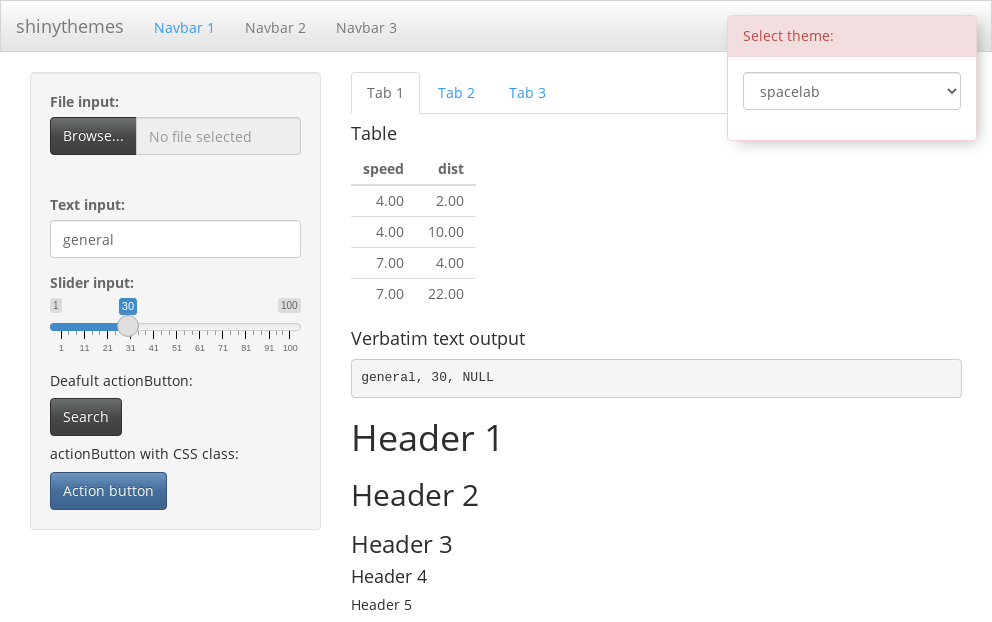 shinythemes Navbar 1 Navbar 2 Navbar 3
Select theme:
spacelab
File input:
Browse... No file selected
Text input:
general
Slider input:
1 30 100
1 11 21 31 41 51 61 71 81 91 100
Deafult actionButton:
Search
actionButton with CSS class:
Action button
Tab 1 Tab 2 Tab 3
Table
speed dist
4.00 2.00
4.00 10.00
7.00 4.00
7.00 22.00
Verbatim text output
general, 30, NULL
Header 1
Header 2
Header 3
Header 4
Header 5